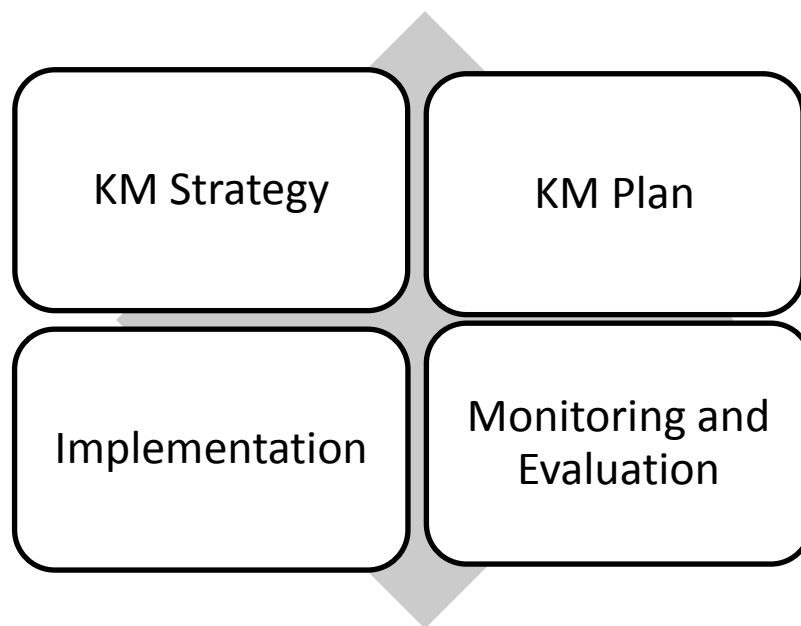 KM Strategy
KM Plan
Implementation
Monitoring and
Evaluation